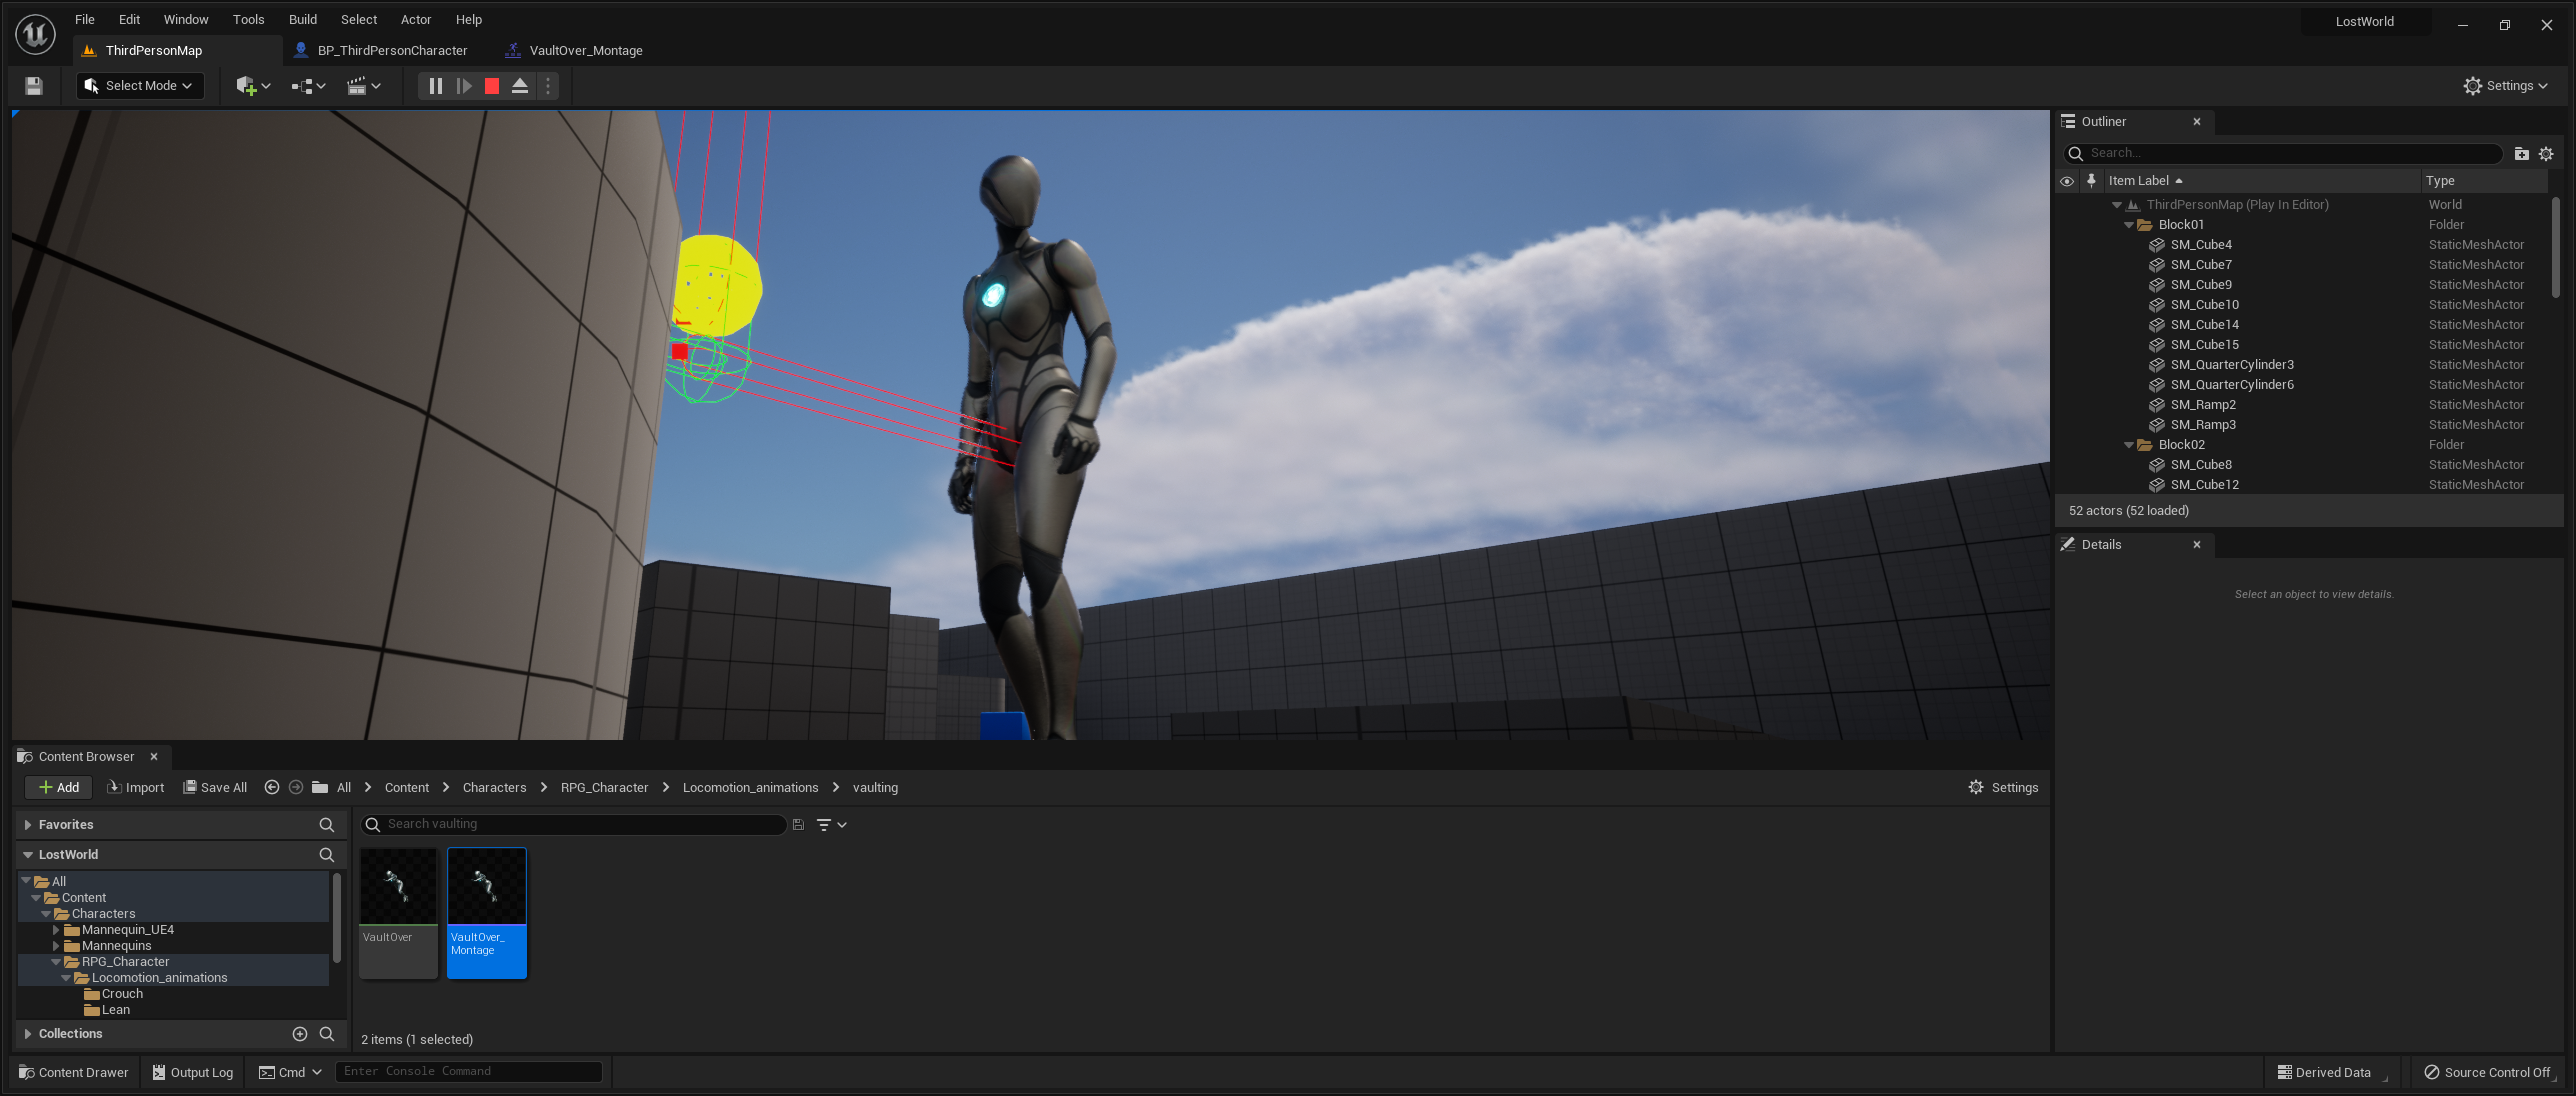 File Edit Window Tools Build Select Actor Help
LostWorld
ThirdPersonMap
BP_ThirdPersonCharacter
VaultOver_Montage
Select Mode
Settings
Outliner
Search...
Item Label
Type
ThirdPersonMap (Play In Editor) World
Block01 Folder
SM_Cube4 StaticMeshActor
SM_Cube7 StaticMeshActor
SM_Cube9 StaticMeshActor
SM_Cube10 StaticMeshActor
SM_Cube14 StaticMeshActor
SM_Cube15 StaticMeshActor
SM_QuarterCylinder3 StaticMeshActor
SM_QuarterCylinder6 StaticMeshActor
SM_Ramp2 StaticMeshActor
SM_Ramp3 StaticMeshActor
Block02 Folder
SM_Cube8 StaticMeshActor
SM_Cube12 StaticMeshActor
52 actors (52 loaded)
Details
Select an object to view details.
Content Browser
Add Import Save All All Content Characters RPG_Character Locomotion_animations vaulting Settings
Favorites
Search vaulting
LostWorld
All
Content
Characters
Mannequin_UE4
Mannequins
RPG_Character
Locomotion_animations
Crouch
Lean
Collections
VaultOver
VaultOver_
Montage
2 items (1 selected)
Content Drawer Output Log Cmd Enter Console Command Derived Data Source Control Off